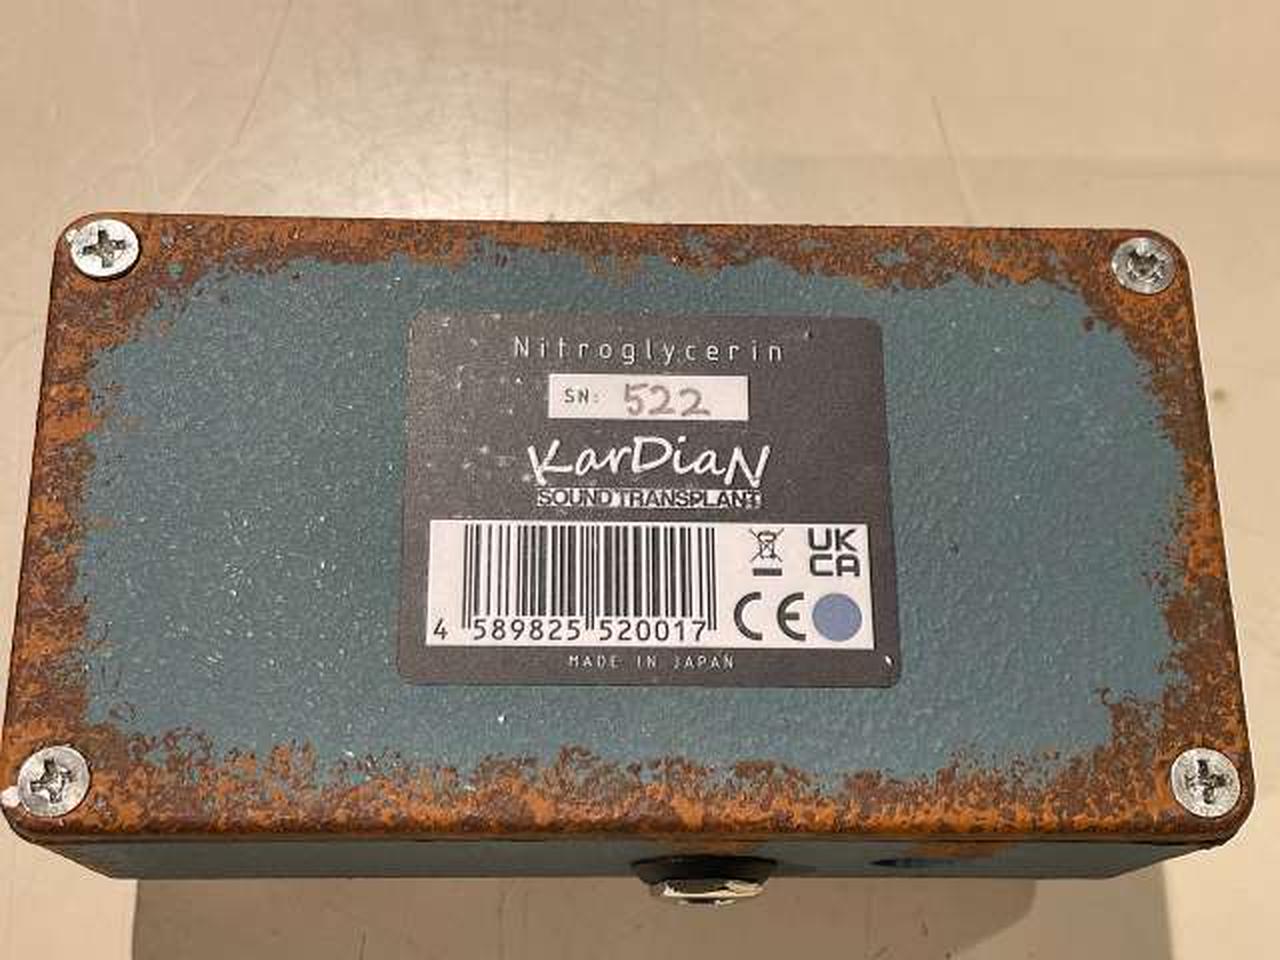 Nitroglycerin
SN: 522
KarDiaN
SOUND TRANSPLANT
4 589825 520017
UK
CA
CE
MADE IN JAPAN